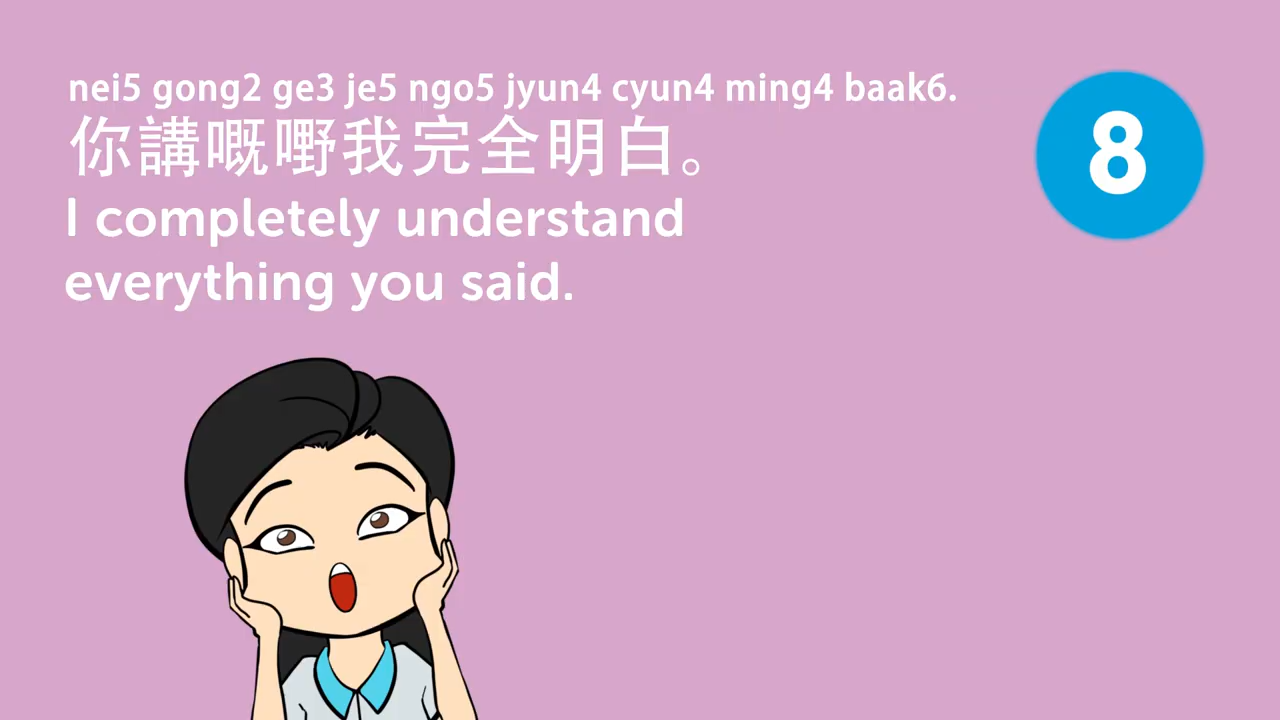 nei5 gong2 ge3 je5 ngo5 jyun4 cyun4 ming4 baak6.
你講嘅嘢我完全明白。
I completely understand
everything you said.
8